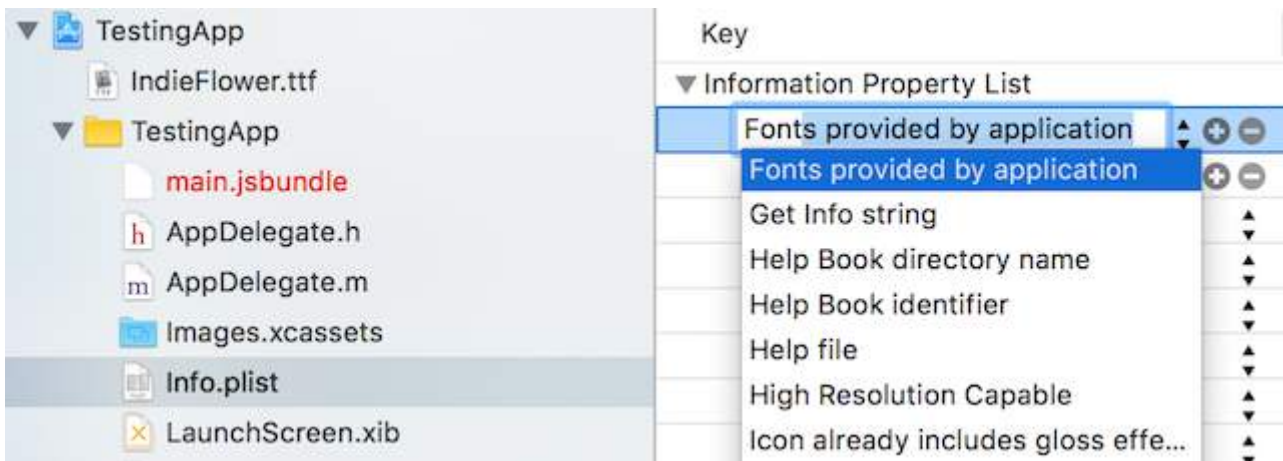 TestingApp
IndieFlower.ttf
TestingApp
main.jsbundle
h AppDelegate.h
m AppDelegate.m
Images.xcassets
Info.plist
LaunchScreen.xib
Key
Information Property List
Fonts provided by application
Fonts provided by application
Get Info string
Help Book directory name
Help Book identifier
Help file
High Resolution Capable
Icon already includes gloss effe...